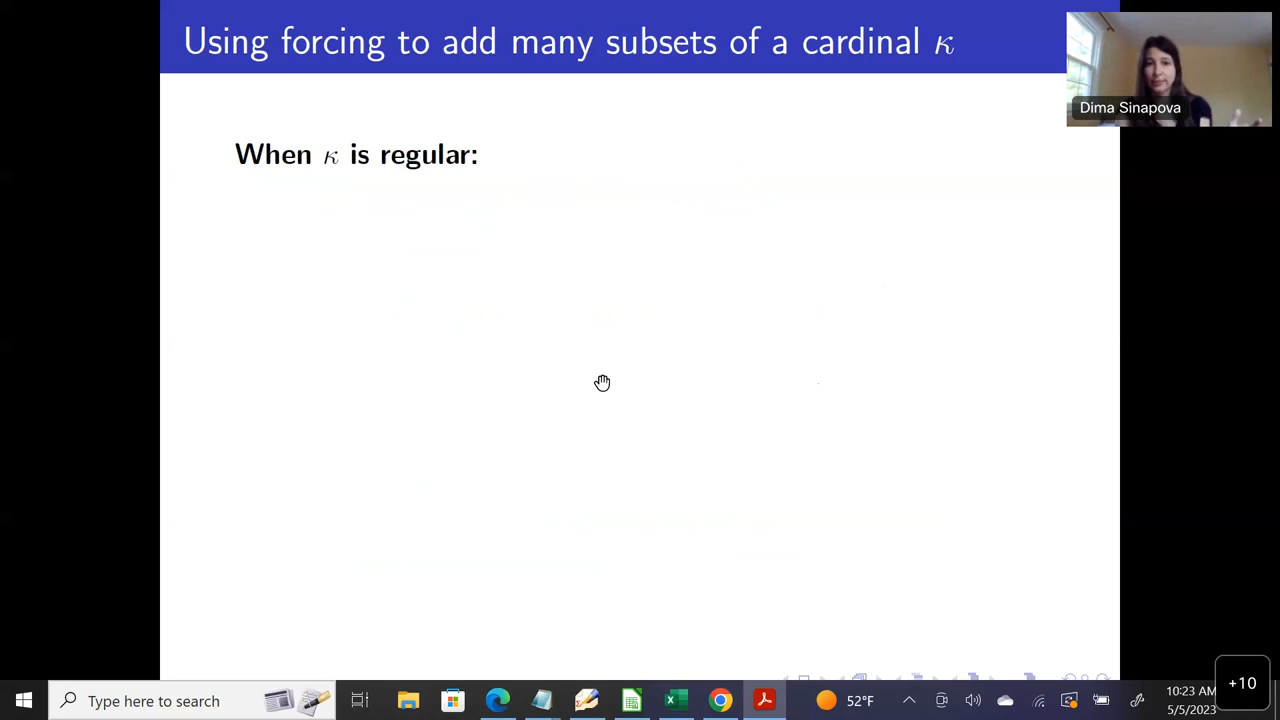 Using forcing to add many subsets of a cardinal κ
Dima Sinapova
When κ is regular:
Type here to search
52°F
10:23 AM
5/5/2023
+10